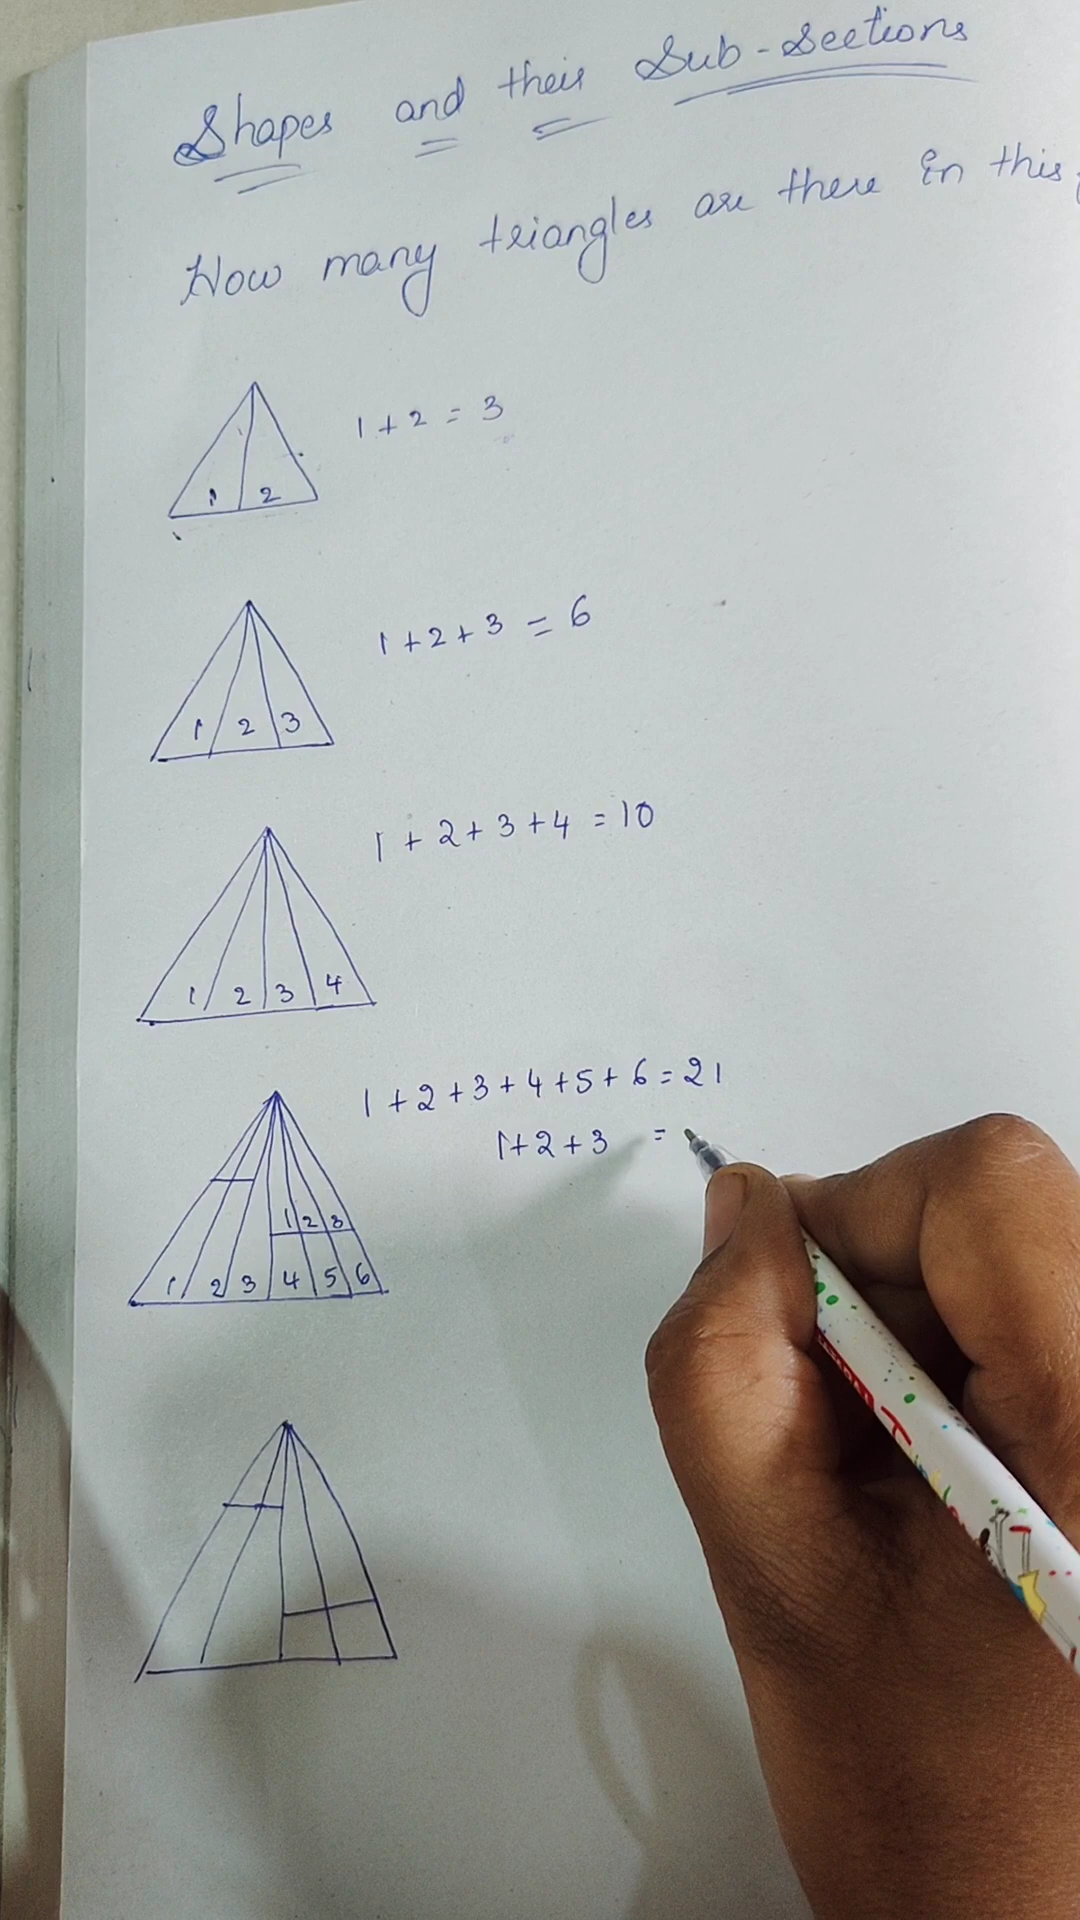 Shapes and their Sub-Sections
How many triangles are there in this
1 + 2 = 3
1 2
1 + 2 + 3 = 6
1 2 3
1 + 2 + 3 + 4 = 10
1 2 3 4
1 + 2 + 3 + 4 + 5 + 6 = 21
1 + 2 + 3 =
1 2 3
1 2 3 4 5 6